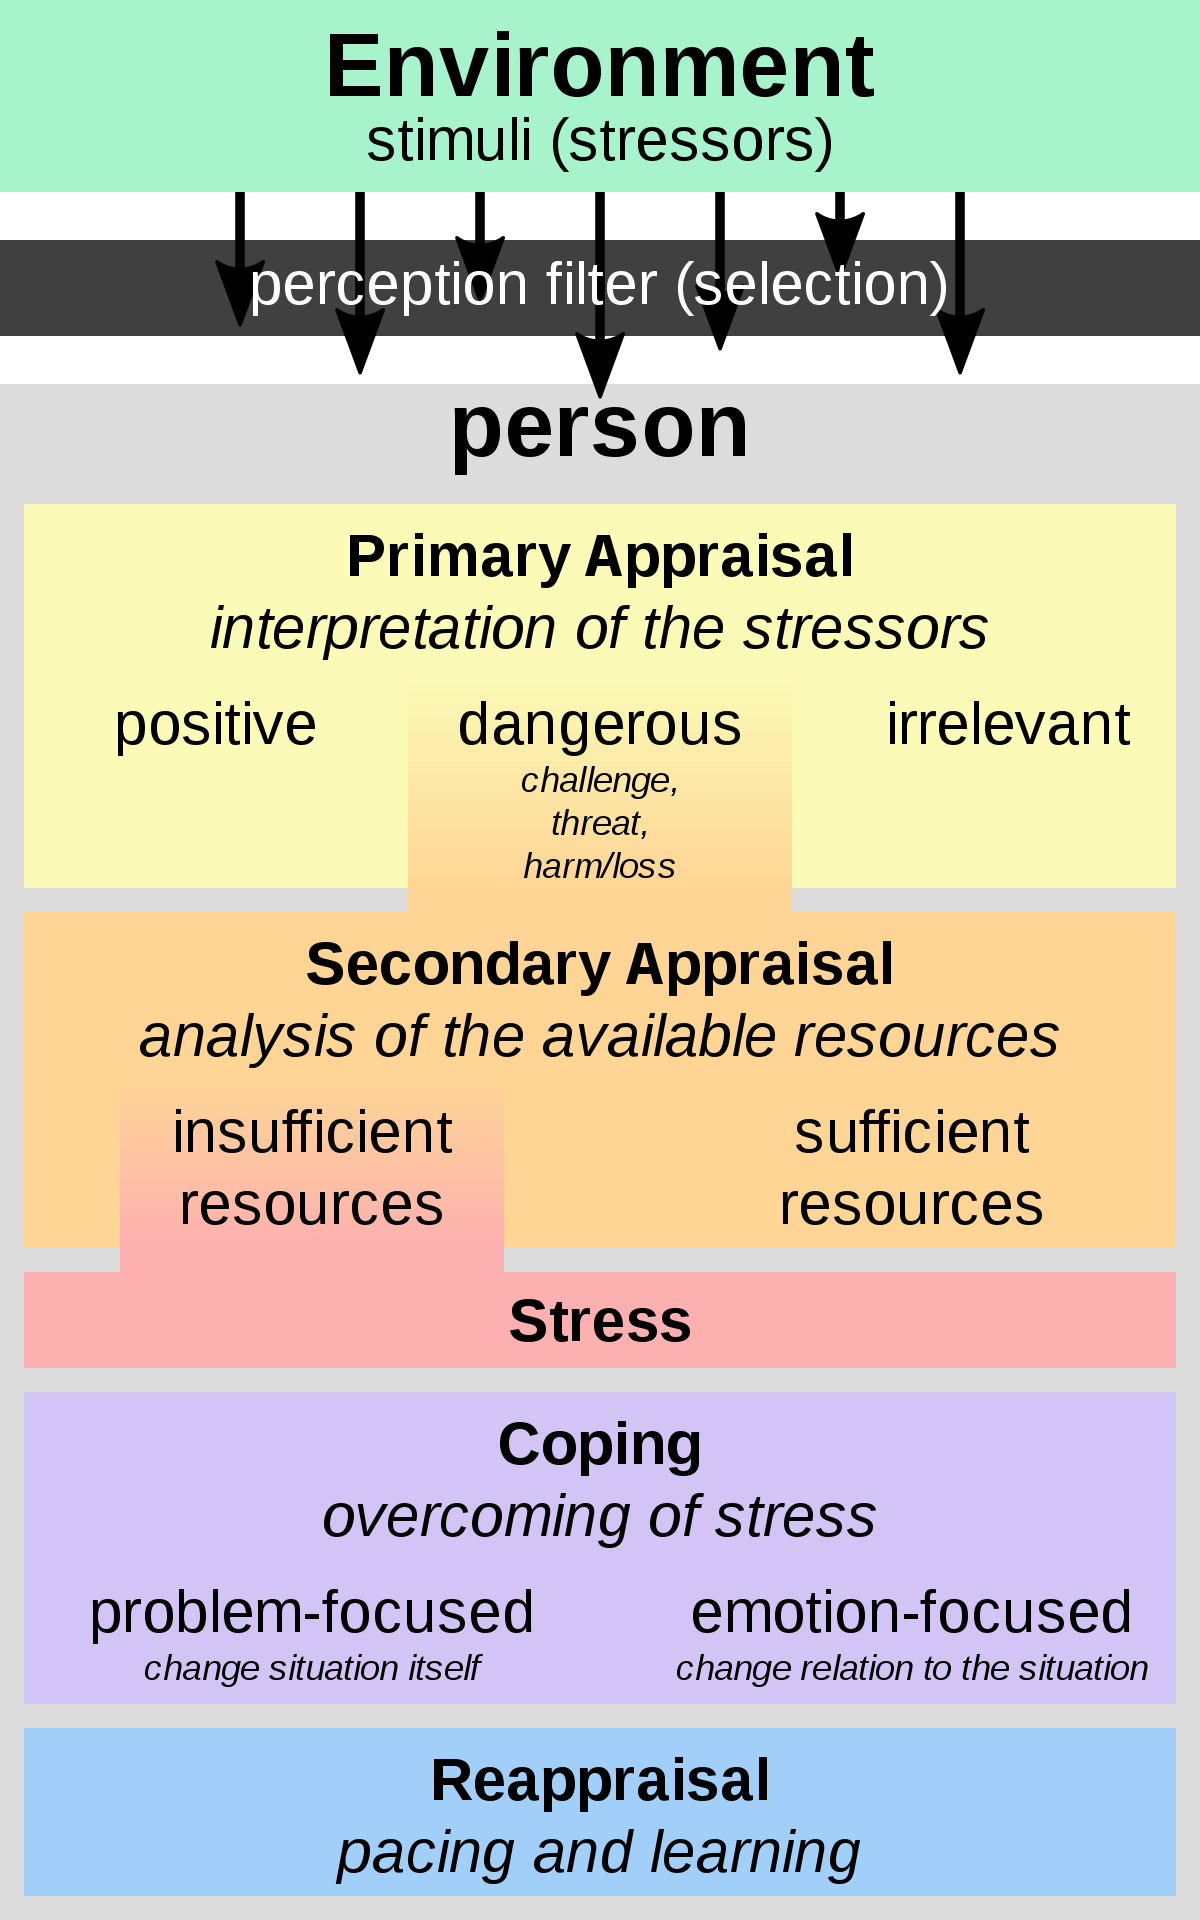 Environment
stimuli (stressors)
perception filter (selection)
person
Primary Appraisal
interpretation of the stressors
positive
dangerous
irrelevant
challenge,
threat,
harm/loss
Secondary Appraisal
analysis of the available resources
insufficient
resources
sufficient
resources
Stress
Coping
overcoming of stress
problem-focused
change situation itself
emotion-focused
change relation to the situation
Reappraisal
pacing and learning